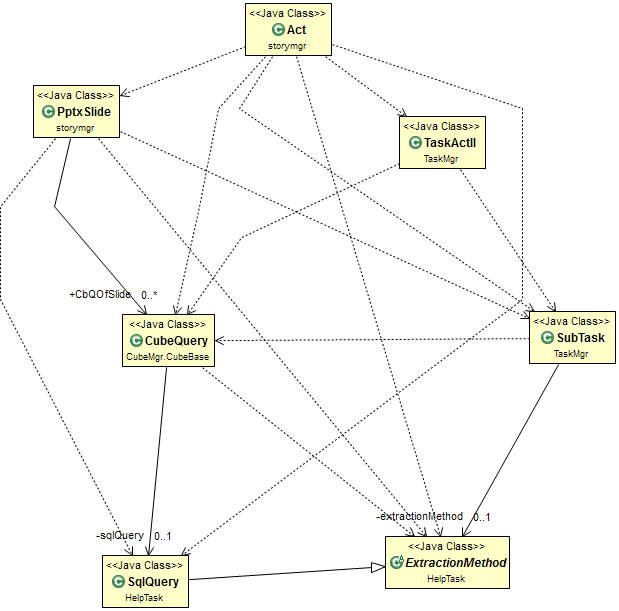 <<Java Class>>
Act
storymgr
<<Java Class>>
PptxSlide
storymgr
<<Java Class>>
TaskActII
TaskMgr
+CbQOfSlide 0..*
<<Java Class>>
CubeQuery
CubeMgr.CubeBase
<<Java Class>>
SubTask
TaskMgr
-extractionMethod 0..1
-sqlQuery 0..1
<<Java Class>>
SqlQuery
HelpTask
<<Java Class>>
ExtractionMethod
HelpTask